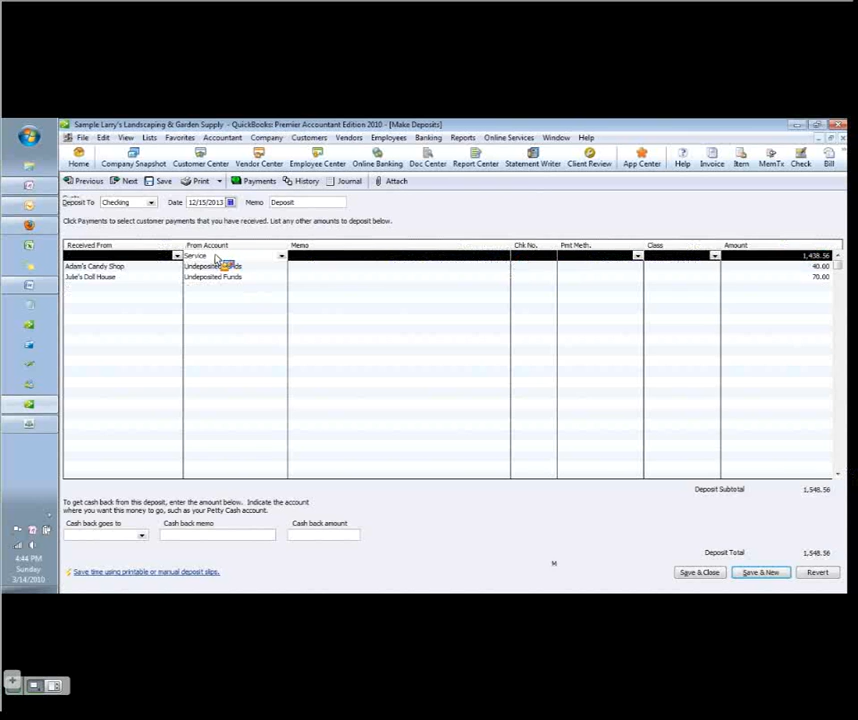 Sample Larry's Landscaping & Garden Supply - QuickBooks: Premier Accountant Edition 2010 - [Make Deposits]
File Edit View Lists Favorites Accountant Company Customers Vendors Employees Banking Reports Online Services Window Help
Home Company Snapshot Customer Center Vendor Center Employee Center Online Banking Doc Center Report Center Statement Writer Client Review App Center Help Invoice Item MemTx Check Bill
Previous Next Save Print Payments History Journal Attach
Deposit To Checking Date 12/15/2013 Memo Deposit
Click Payments to select customer payments that you have received. List any other amounts to deposit below.
Received From From Account Memo Chk No. Pmt Meth. Class Amount
Service 1,438.56
Adam's Candy Shop 40.00
Julie's Doll House Undeposited Funds 70.00
Deposit Subtotal 1,548.56
To get cash back from this deposit, enter the amount below. Indicate the account
where you want this money to go, such as your Petty Cash account.
Cash back goes to Cash back memo Cash back amount
Deposit Total 1,548.56
M
Save time using printable or manual deposit slips.
Save & Close Save & New Revert
4:44 PM
Sunday
3/14/2010